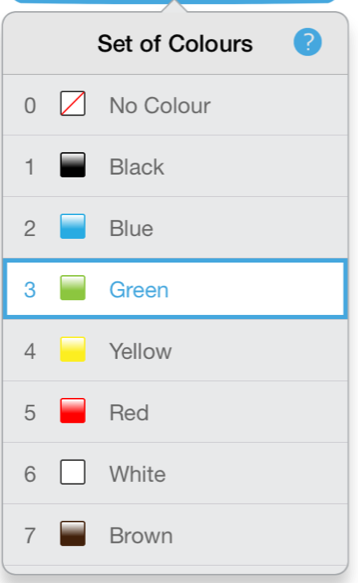 Set of Colours ?
0 No Colour
1 Black
2 Blue
3 Green
4 Yellow
5 Red
6 White
7 Brown